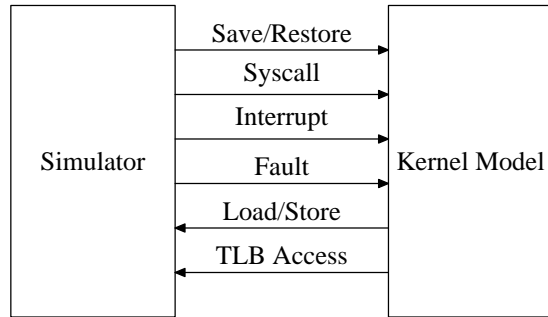 Save/Restore
Syscall
Interrupt
Simulator
Kernel Model
Fault
Load/Store
TLB Access